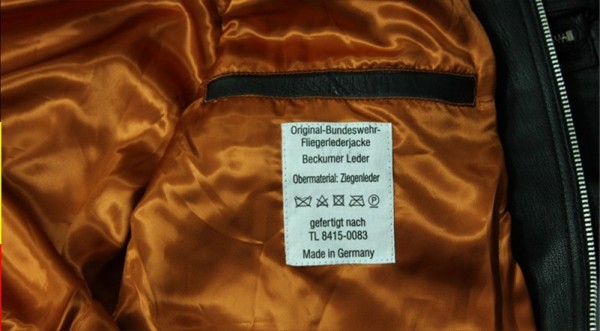 Original-Bundeswehr-
Fliegerlederjacke
Beckumer Leder
Obermaterial: Ziegenleder
P
gefertigt nach
TL 8415-0083
Made in Germany